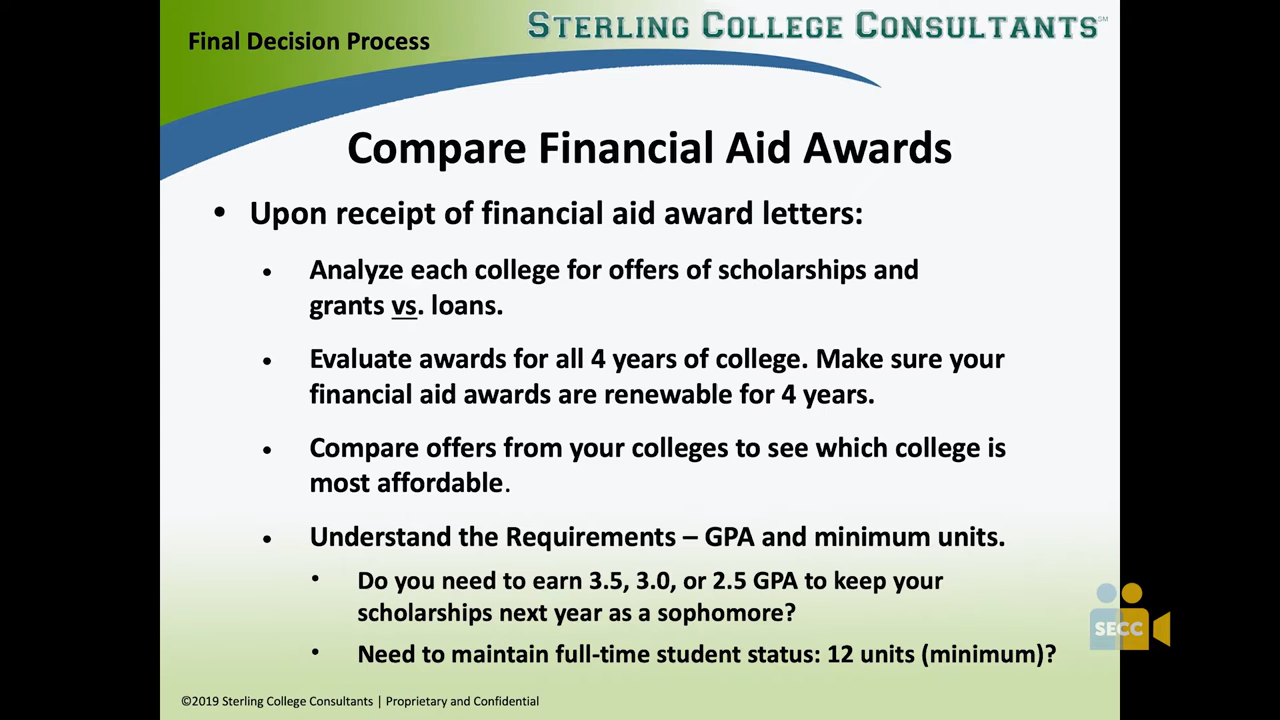 Final Decision Process
STERLING COLLEGE CONSULTANTS℠
Compare Financial Aid Awards
• Upon receipt of financial aid award letters:
• Analyze each college for offers of scholarships and
grants vs. loans.
• Evaluate awards for all 4 years of college. Make sure your
financial aid awards are renewable for 4 years.
• Compare offers from your colleges to see which college is
most affordable.
• Understand the Requirements – GPA and minimum units.
• Do you need to earn 3.5, 3.0, or 2.5 GPA to keep your
scholarships next year as a sophomore?
• Need to maintain full-time student status: 12 units (minimum)?
SECC
©2019 Sterling College Consultants | Proprietary and Confidential